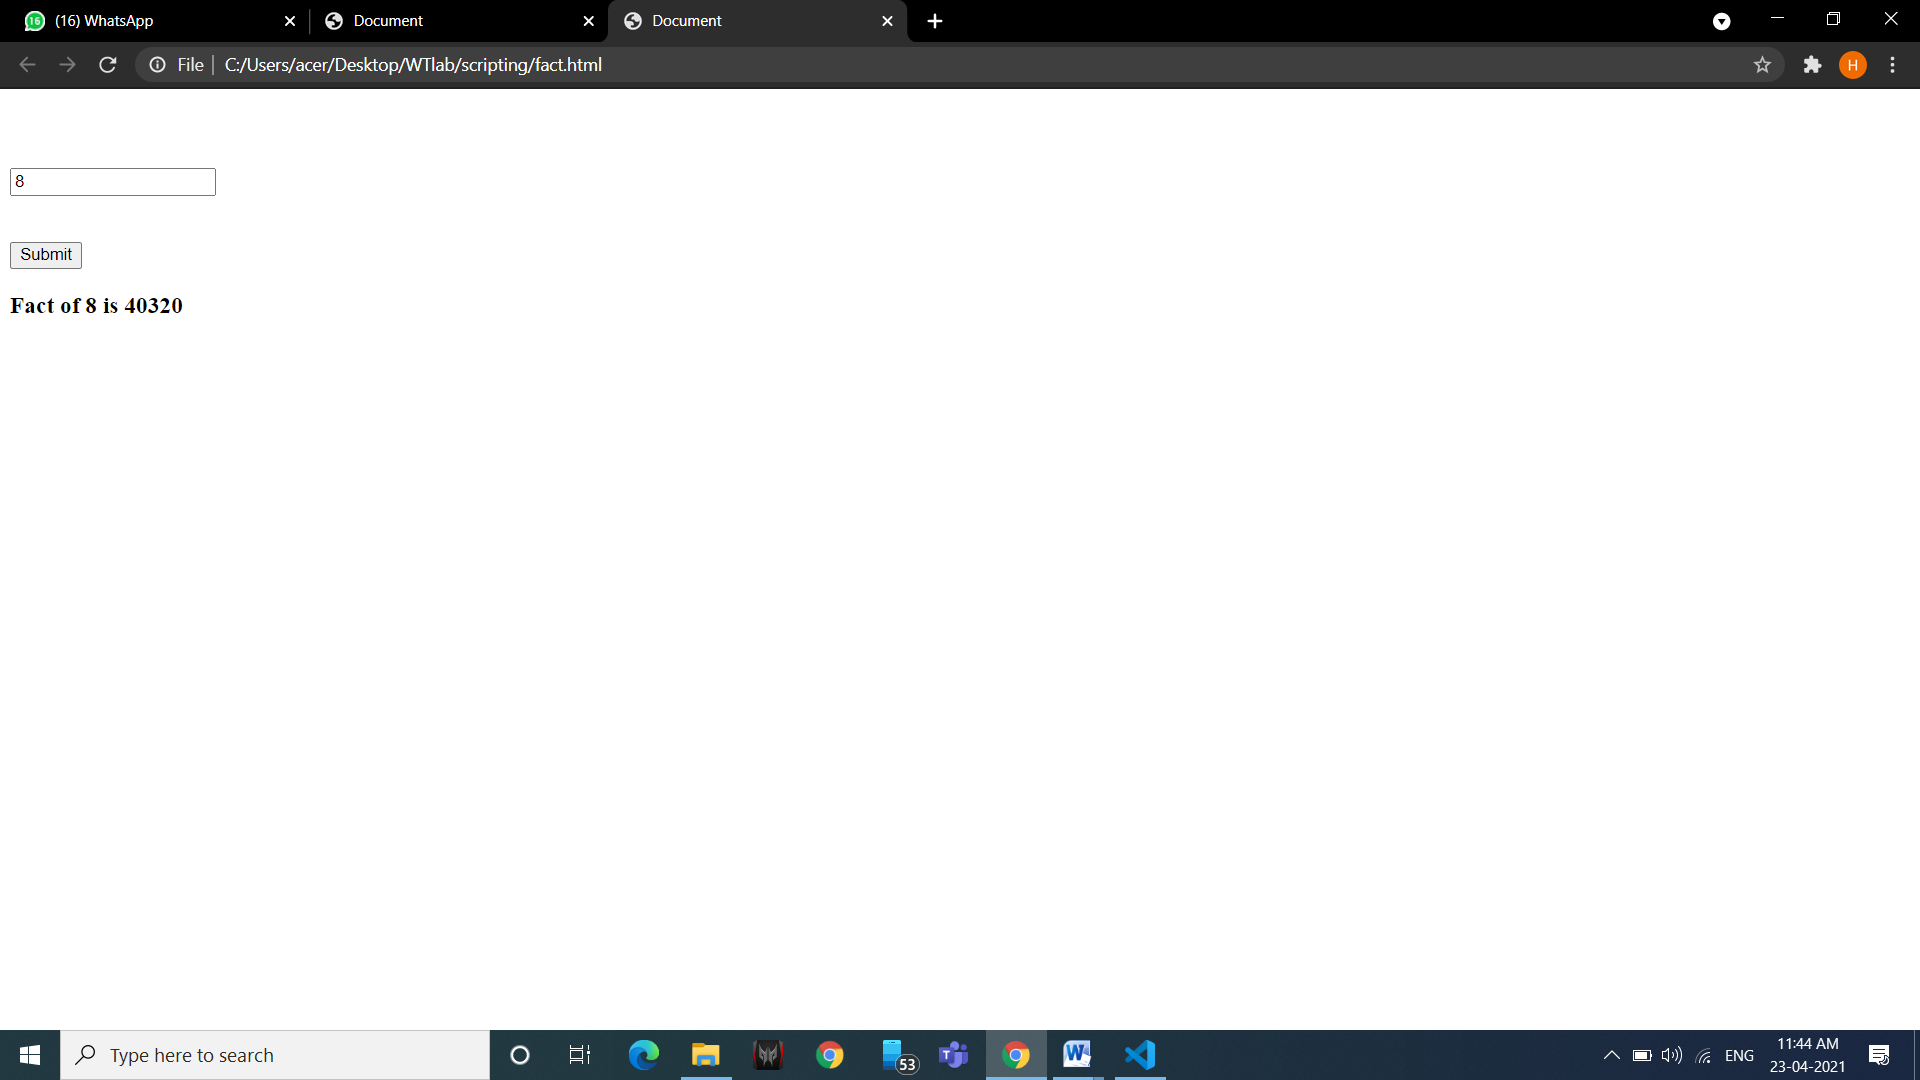 16 (16) WhatsApp
Document
Document
File C:/Users/acer/Desktop/WTlab/scripting/fact.html
H
8
Submit
Fact of 8 is 40320
Type here to search
53
T
W
ENG
11:44 AM
23-04-2021